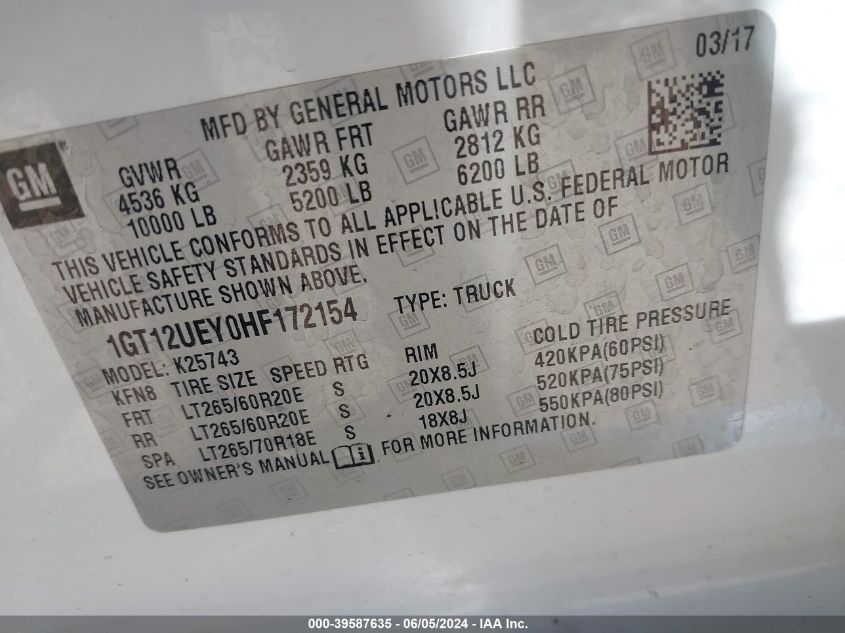 03/17
MFD BY GENERAL MOTORS LLC
GM®
GVWR GAWR FRT GAWR RR
4536 KG 2359 KG 2812 KG
10000 LB 5200 LB 6200 LB
THIS VEHICLE CONFORMS TO ALL APPLICABLE U.S. FEDERAL MOTOR
VEHICLE SAFETY STANDARDS IN EFFECT ON THE DATE OF
MANUFACTURE SHOWN ABOVE.
1GT12UEY0HF172154 TYPE: TRUCK
MODEL: K25743
KFN8 TIRE SIZE SPEED RTG RIM COLD TIRE PRESSURE
FRT LT265/60R20E S 20X8.5J 420KPA(60PSI)
RR LT265/60R20E S 20X8.5J 520KPA(75PSI)
SPA LT265/70R18E S 18X8J 550KPA(80PSI)
SEE OWNER'S MANUAL i FOR MORE INFORMATION.
000-39587635 - 06/05/2024 - IAA Inc.